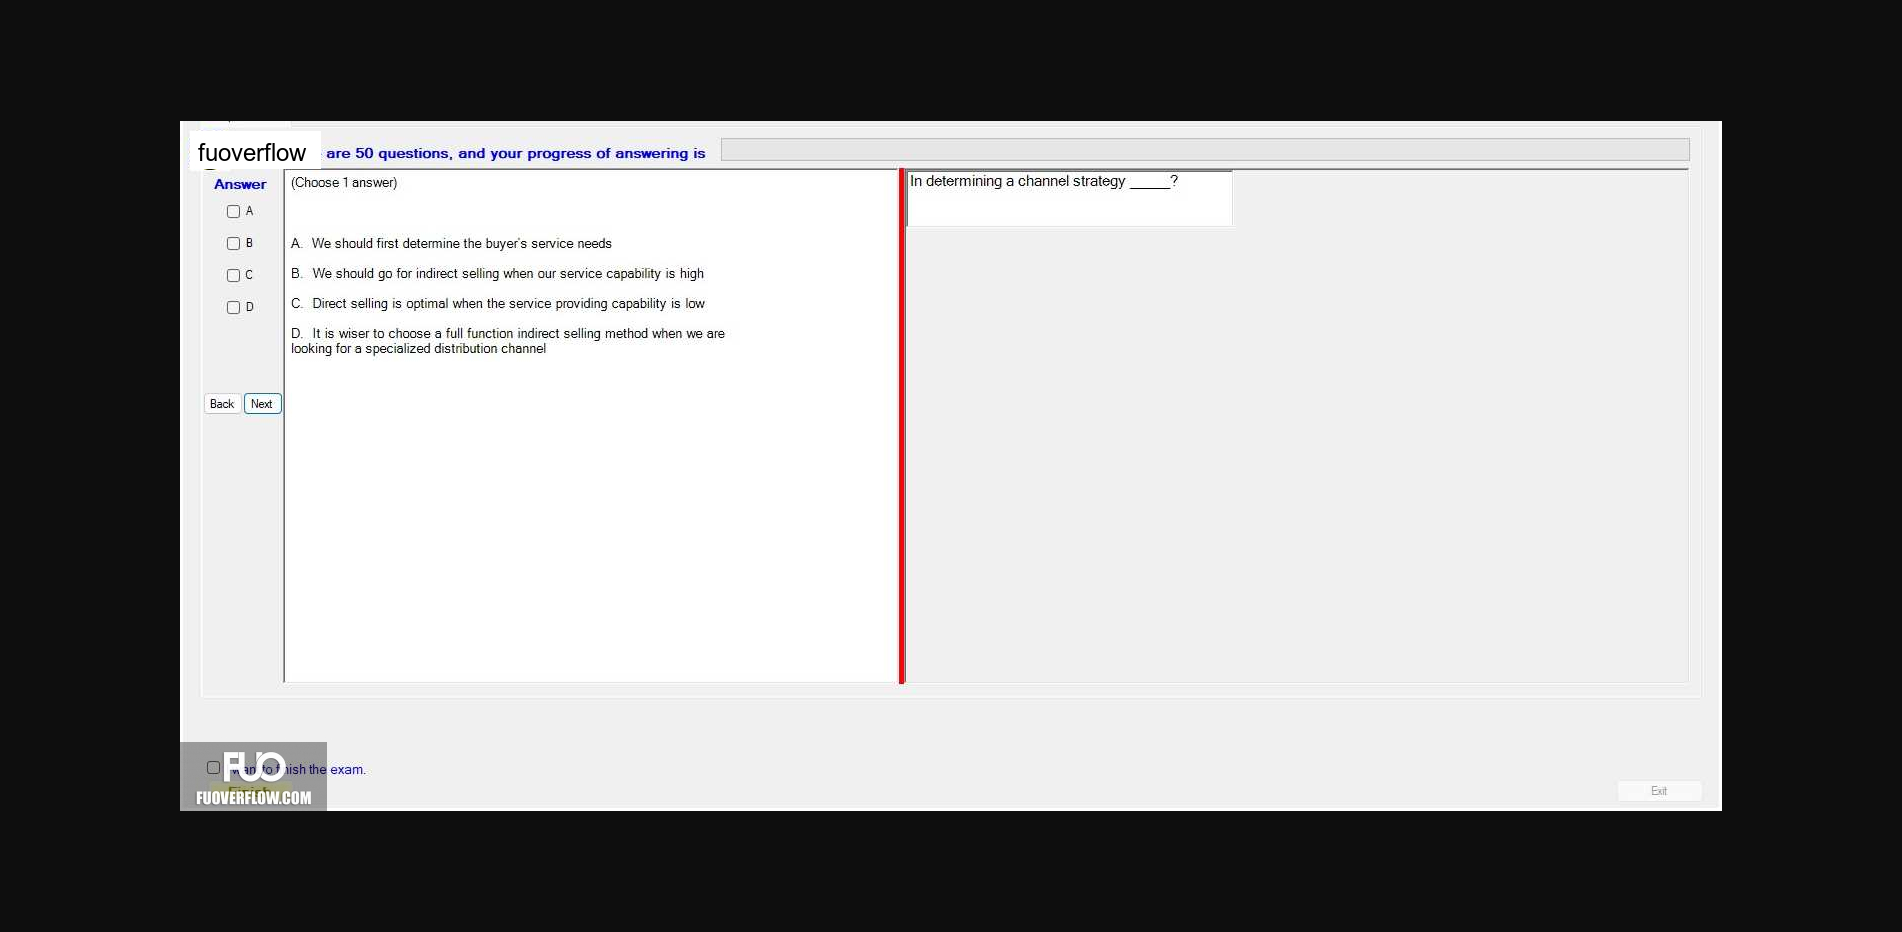 fuoverflow are 50 questions, and your progress of answering is
Answer
(Choose 1 answer)
In determining a channel strategy _____?
A
B
C
D
A. We should first determine the buyer's service needs
B. We should go for indirect selling when our service capability is high
C. Direct selling is optimal when the service providing capability is low
D. It is wiser to choose a full function indirect selling method when we are
looking for a specialized distribution channel
Back Next
FUO
to finish the exam.
Finish
FUOVERFLOW.COM
Exit